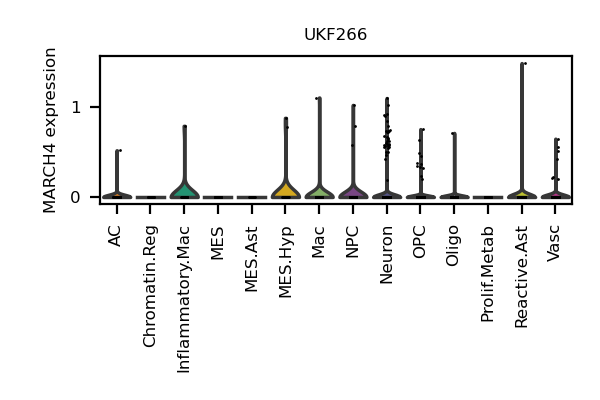 UKF266
MARCH4 expression
1
0
AC
Chromatin.Reg
Inflammatory.Mac
MES
MES.Ast
MES.Hyp
Mac
NPC
Neuron
OPC
Oligo
Prolif.Metab
Reactive.Ast
Vasc